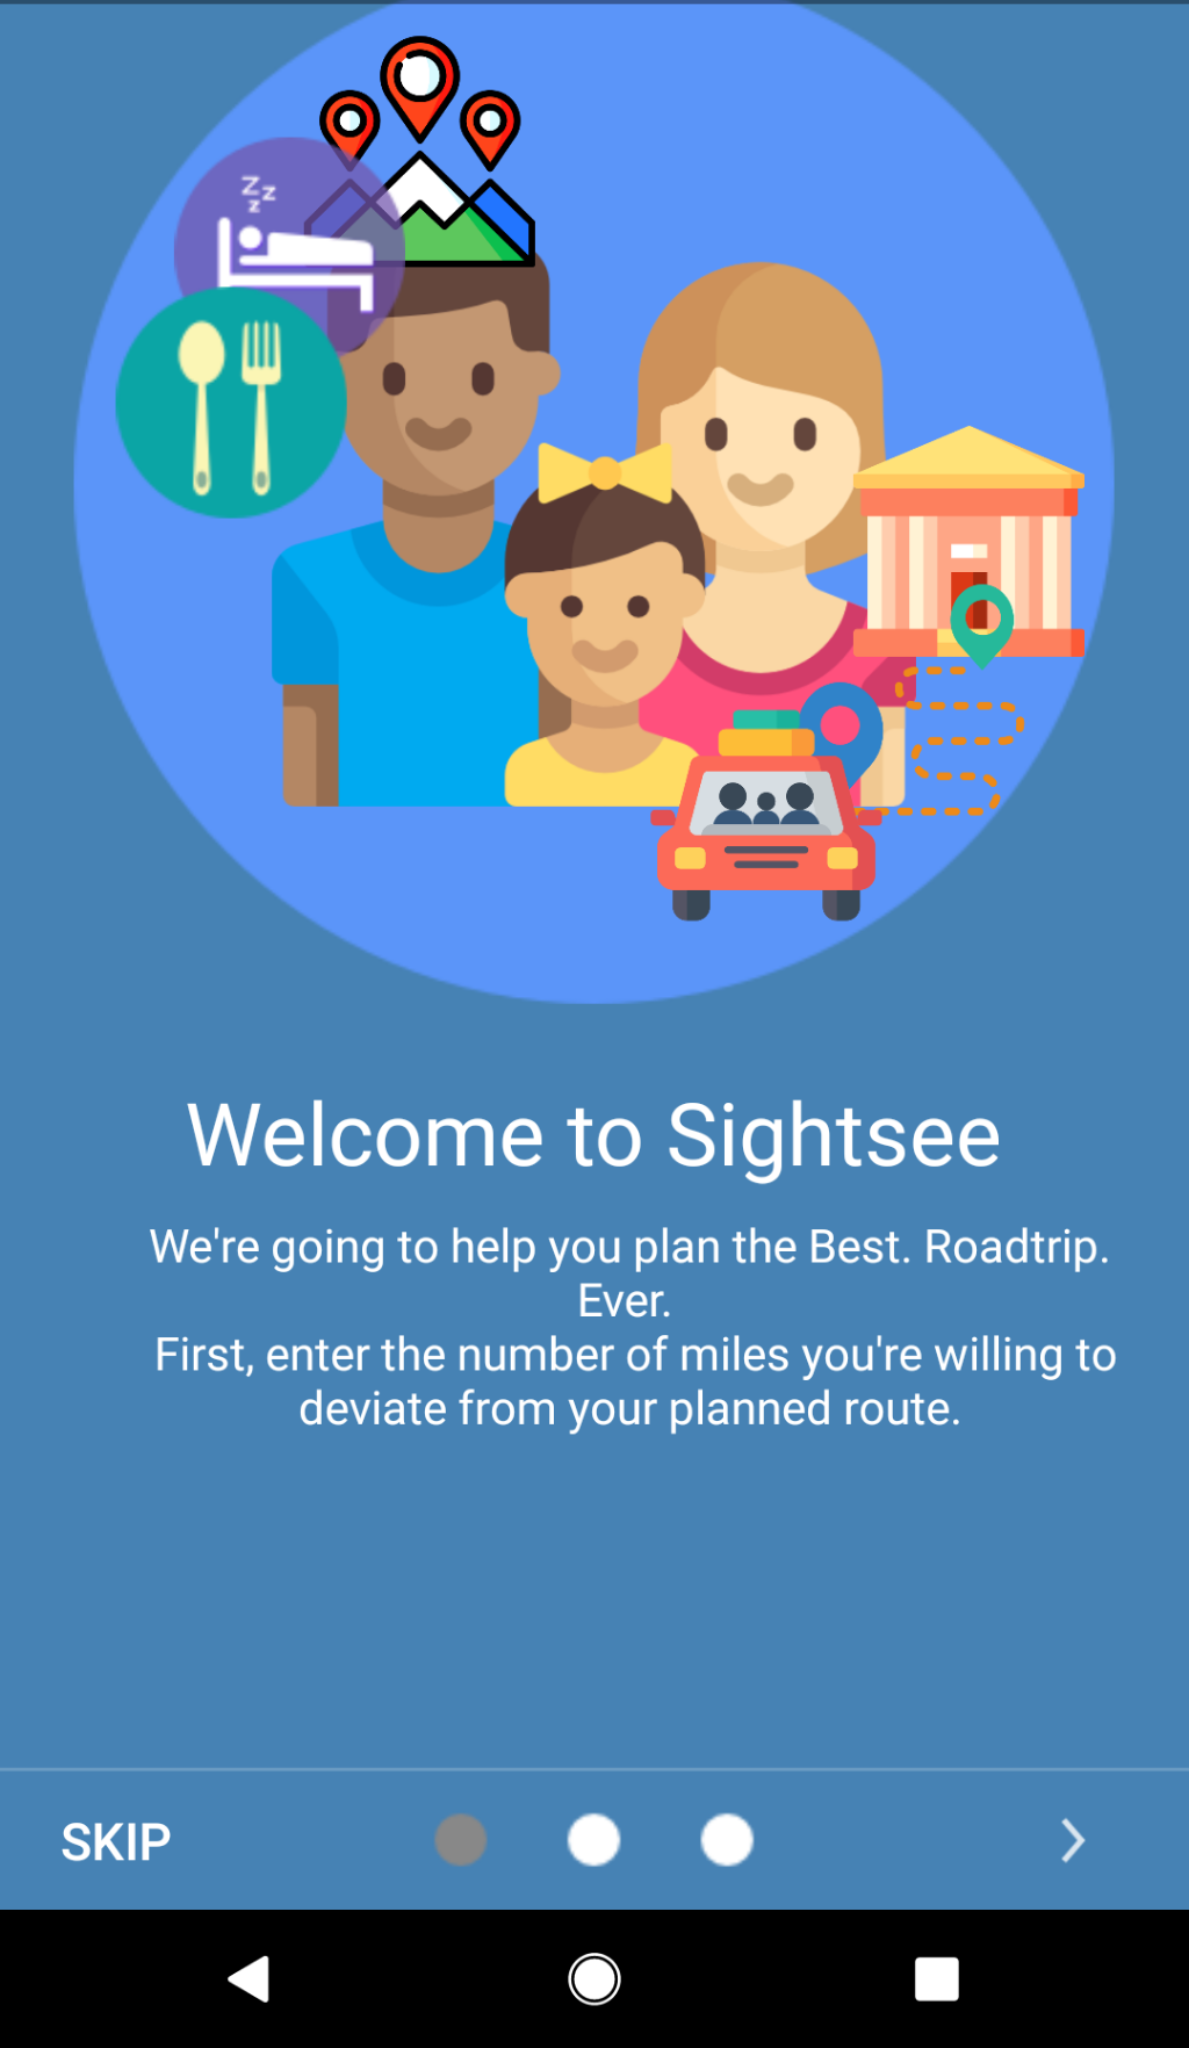 Z Z
Z
Welcome to Sightsee
We're going to help you plan the Best. Roadtrip.
Ever.
First, enter the number of miles you're willing to
deviate from your planned route.
SKIP